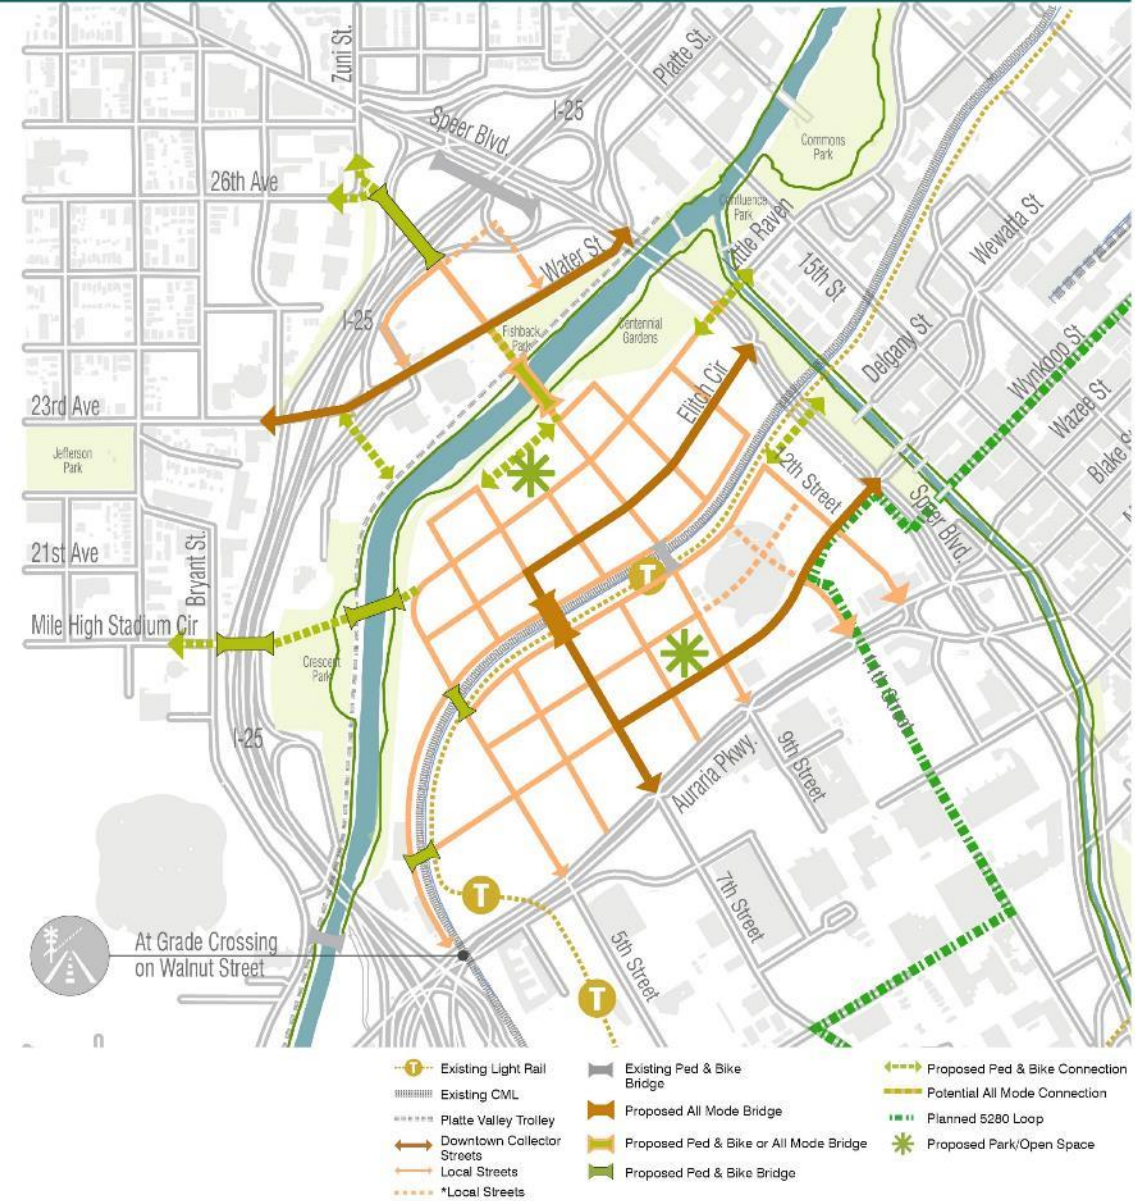 Zuni St.
Platte St.
I-25
Speer Blvd.
Commons
Park
26th Ave
Confluence
Park
Little Raven
Wewatta St
Water St
15th St
I-25
Fishback
Park
Centennial
Gardens
Delgany St
Wynkoop St
Elitch Cir
23rd Ave
Wazee St
Jefferson
Park
Blake St
12th Street
Speer Blvd.
21st Ave
Bryant St.
T
Mile High Stadium Cir
Crescent
Park
I-25
Auraria Pkwy.
9th Street
T
7th Street
At Grade Crossing
on Walnut Street
5th Street
T
T Existing Light Rail
Existing CML
Platte Valley Trolley
Downtown Collector
Streets
Local Streets
*Local Streets
Existing Ped & Bike
Bridge
Proposed All Mode Bridge
Proposed Ped & Bike or All Mode Bridge
Proposed Ped & Bike Bridge
Proposed Ped & Bike Connection
Potential All Mode Connection
Planned 5280 Loop
Proposed Park/Open Space